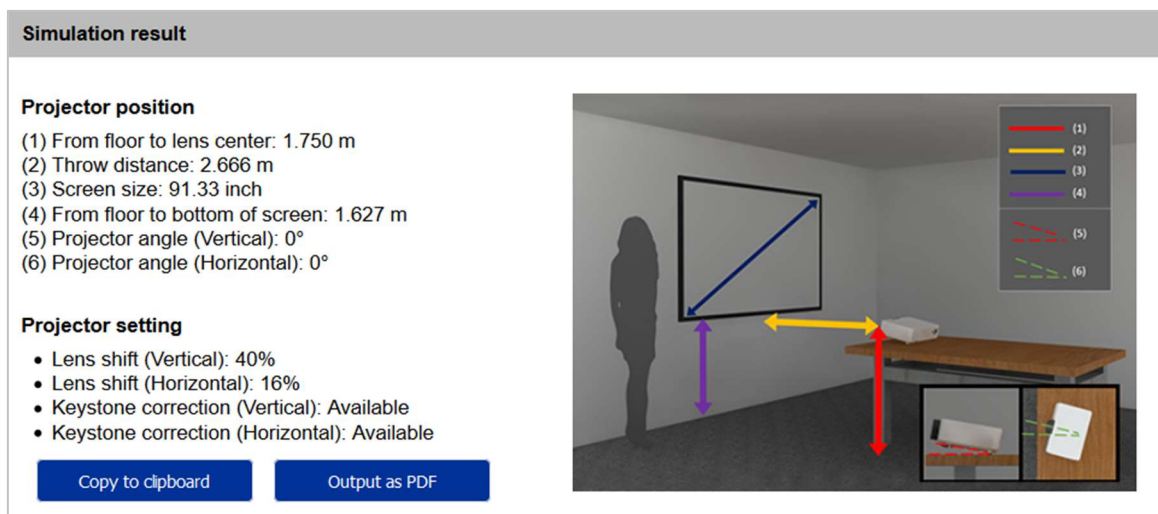 Simulation result
Projector position
(1) From floor to lens center: 1.750 m
(2) Throw distance: 2.666 m
(3) Screen size: 91.33 inch
(4) From floor to bottom of screen: 1.627 m
(5) Projector angle (Vertical): 0°
(6) Projector angle (Horizontal): 0°
Projector setting
• Lens shift (Vertical): 40%
• Lens shift (Horizontal): 16%
• Keystone correction (Vertical): Available
• Keystone correction (Horizontal): Available
Copy to clipboard
Output as PDF
(1)
(2)
(3)
(4)
(5)
(6)